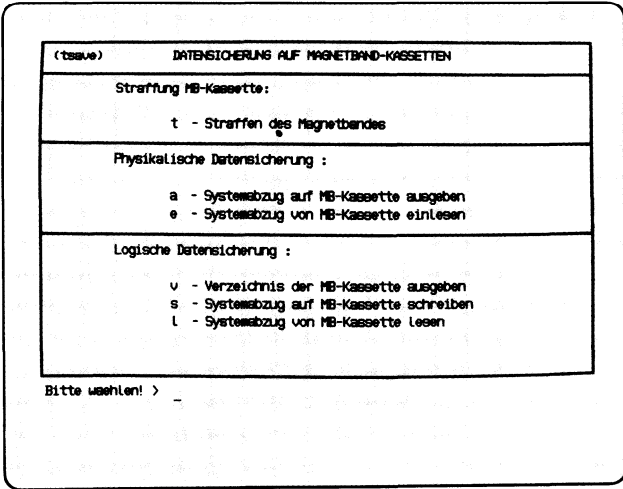 (tsave) DATENSICHERUNG AUF MAGNETBAND-KASSETTEN
Straffung MB-Kassette:
t - Straffen des Magnetbandes
Physikalische Datensicherung :
a - Systemabzug auf MB-Kassette ausgeben
e - Systemabzug von MB-Kassette einlesen
Logische Datensicherung :
v - Verzeichnis der MB-Kassette ausgeben
s - Systemabzug auf MB-Kassette schreiben
l - Systemabzug von MB-Kassette lesen
Bitte waehlen! > _